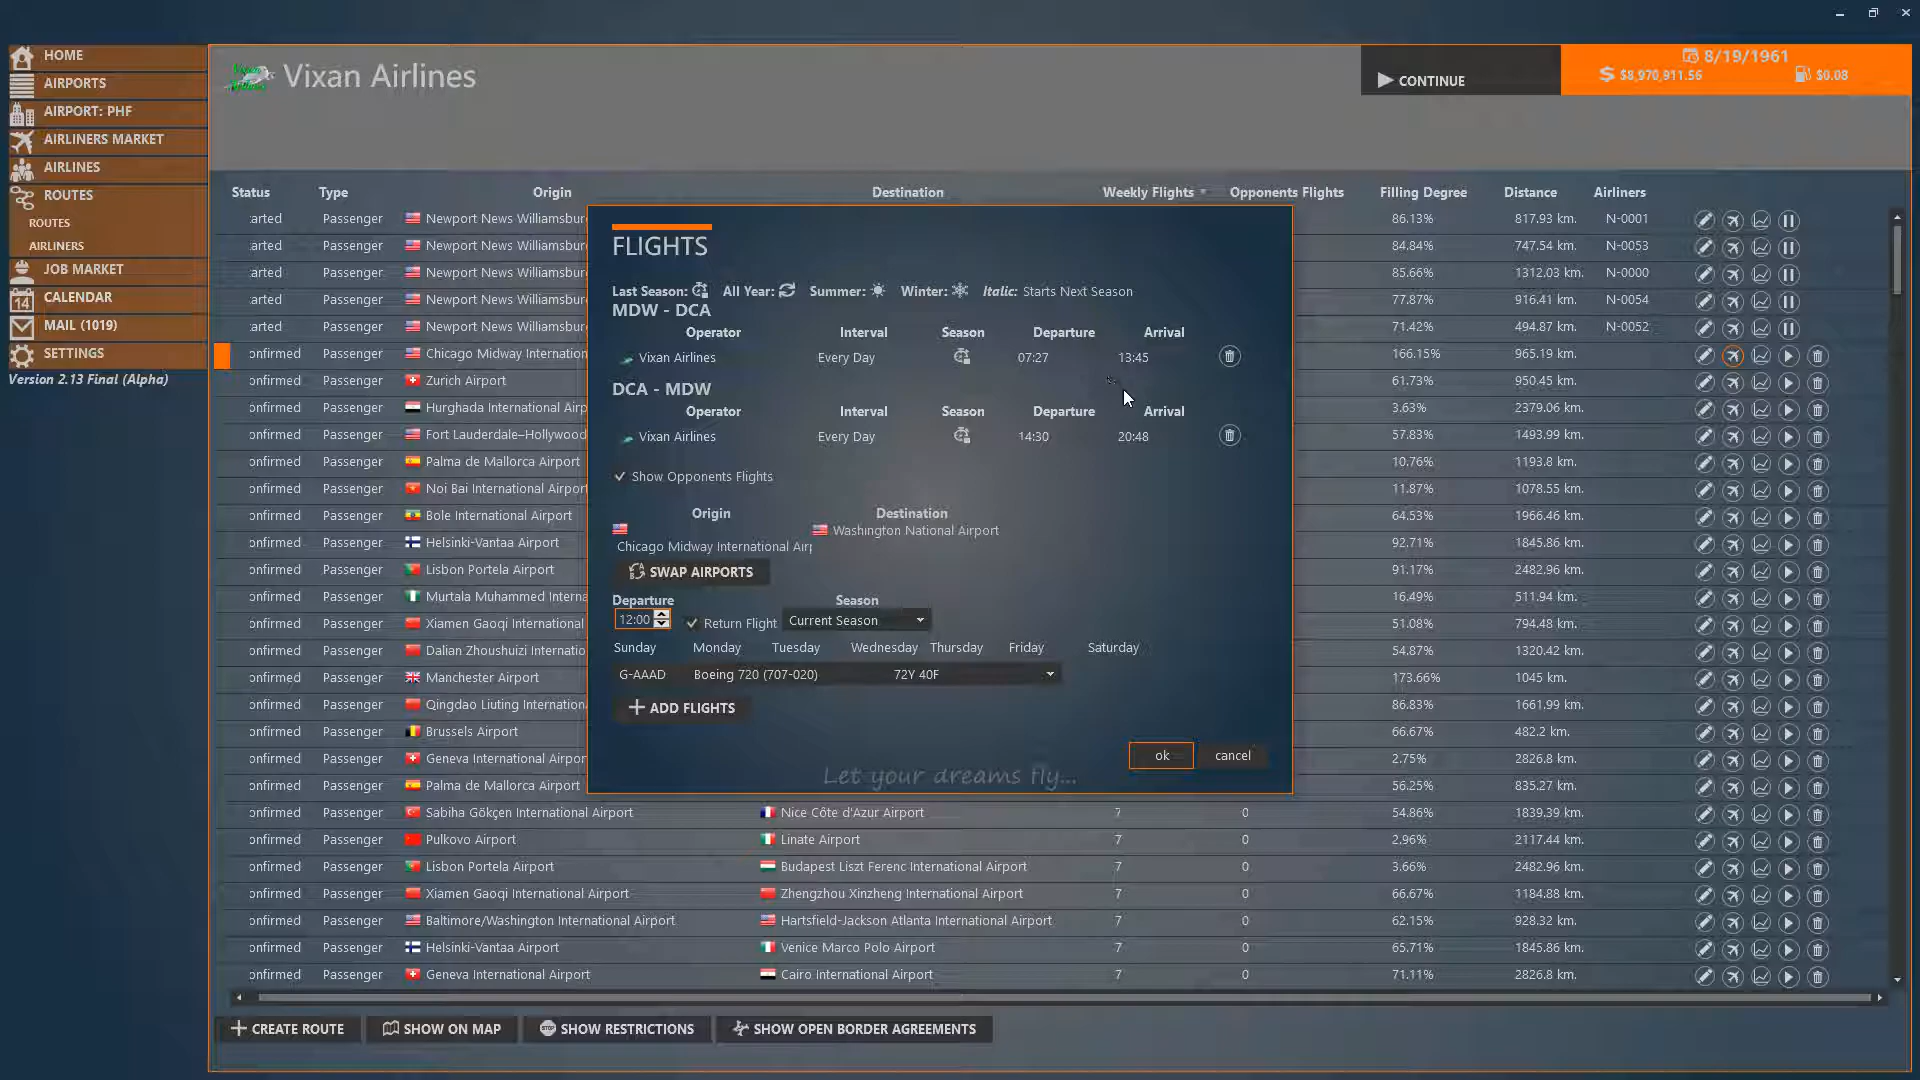 HOME
AIRPORTS
AIRPORT: PHF
AIRLINERS MARKET
AIRLINES
ROUTES
ROUTES
AIRLINERS
JOB MARKET
14 CALENDAR
MAIL (1019)
SETTINGS
Version 2.13 Final (Alpha)
Vixan Airlines
CONTINUE
8/19/1961
$8,970,911.56 $0.08
Status Type Origin Destination Weekly Flights Opponents Flights Filling Degree Distance Airliners
:arted Passenger Newport News Williamsbur 86.13% 817.93 km. N-0001
:arted Passenger Newport News Williamsbur 84.84% 747.54 km. N-0053
:arted Passenger Newport News Williamsbur 85.66% 1312.03 km. N-0000
:arted Passenger Newport News Williamsbur 77.87% 916.41 km. N-0054
:arted Passenger Newport News Williamsbur 71.42% 494.87 km. N-0052
onfirmed Passenger Chicago Midway Internation 166.15% 965.19 km.
onfirmed Passenger Zurich Airport 61.73% 950.45 km.
onfirmed Passenger Hurghada International Airp 3.63% 2379.06 km.
onfirmed Passenger Fort Lauderdale–Hollywood 57.83% 1493.99 km.
onfirmed Passenger Palma de Mallorca Airport 10.76% 1193.8 km.
onfirmed Passenger Noi Bai International Airpor 11.87% 1078.55 km.
onfirmed Passenger Bole International Airport 64.53% 1966.46 km.
onfirmed Passenger Helsinki-Vantaa Airport 92.71% 1845.86 km.
onfirmed Passenger Lisbon Portela Airport 91.17% 2482.96 km.
onfirmed Passenger Murtala Muhammed Interna 16.49% 511.94 km.
onfirmed Passenger Xiamen Gaoqi International 51.08% 794.48 km.
onfirmed Passenger Dalian Zhoushuizi Internatio 54.87% 1320.42 km.
onfirmed Passenger Manchester Airport 173.66% 1045 km.
onfirmed Passenger Qingdao Liuting Internation 86.83% 1661.99 km.
onfirmed Passenger Brussels Airport 66.67% 482.2 km.
onfirmed Passenger Geneva International Airpor 2.75% 2826.8 km.
onfirmed Passenger Palma de Mallorca Airport 56.25% 835.27 km.
onfirmed Passenger Sabiha Gökçen International Airport Nice Côte d'Azur Airport 7 0 54.86% 1839.39 km.
onfirmed Passenger Pulkovo Airport Linate Airport 7 0 2.96% 2117.44 km.
onfirmed Passenger Lisbon Portela Airport Budapest Liszt Ferenc International Airport 7 0 3.66% 2482.96 km.
onfirmed Passenger Xiamen Gaoqi International Airport Zhengzhou Xinzheng International Airport 7 0 66.67% 1184.88 km.
onfirmed Passenger Baltimore/Washington International Airport Hartsfield-Jackson Atlanta International Airport 7 0 62.15% 928.32 km.
onfirmed Passenger Helsinki-Vantaa Airport Venice Marco Polo Airport 7 0 65.71% 1845.86 km.
onfirmed Passenger Geneva International Airport Cairo International Airport 7 0 71.11% 2826.8 km.
FLIGHTS
Last Season: All Year: Summer: Winter: Italic: Starts Next Season
MDW - DCA
Operator Interval Season Departure Arrival
Vixan Airlines Every Day 07:27 13:45
DCA - MDW
Operator Interval Season Departure Arrival
Vixan Airlines Every Day 14:30 20:48
Show Opponents Flights
Origin Destination
Washington National Airport
Chicago Midway International Airp
SWAP AIRPORTS
Departure Season
12:00 Return Flight Current Season
Sunday Monday Tuesday Wednesday Thursday Friday Saturday
G-AAAD Boeing 720 (707-020) 72Y 40F
ADD FLIGHTS
ok cancel
Let your dreams fly...
CREATE ROUTE SHOW ON MAP STOP SHOW RESTRICTIONS SHOW OPEN BORDER AGREEMENTS